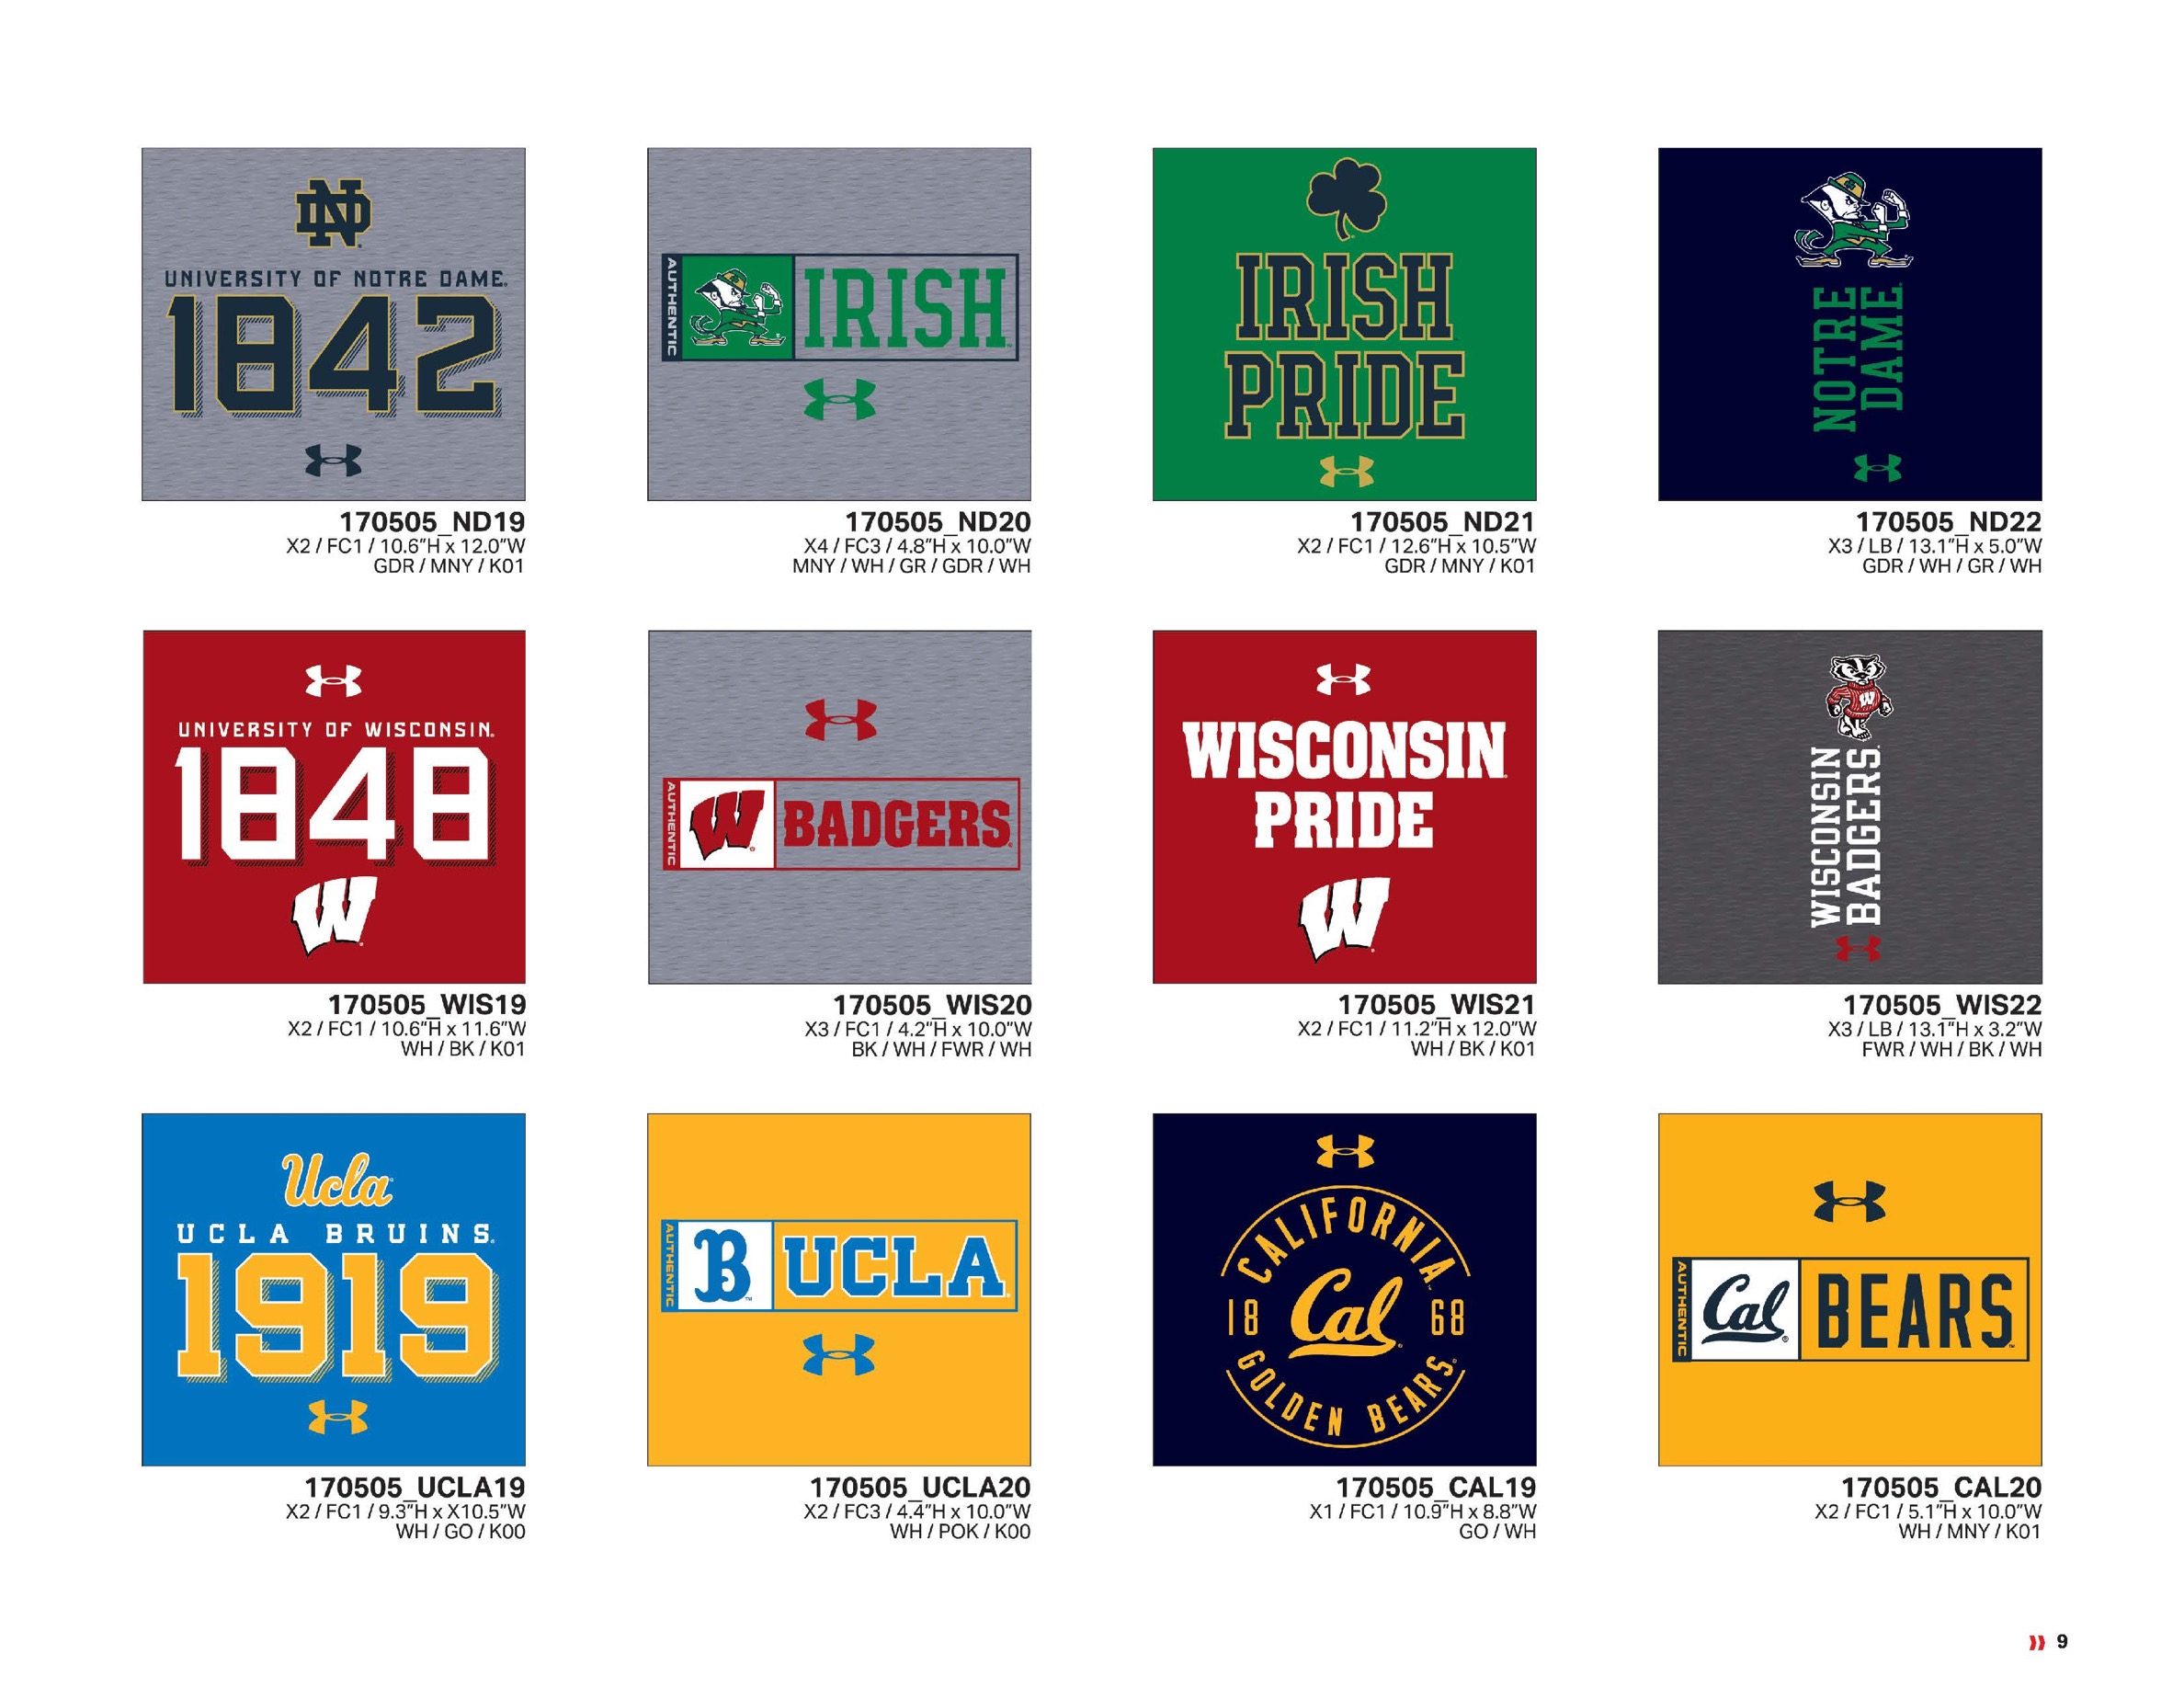 ND
UNIVERSITY OF NOTRE DAME.
1842
170505_ND19
X2 / FC1 / 10.6"H x 12.0"W
GDR / MNY / K01
AUTHENTIC
IRISH
170505_ND20
X4 / FC3 / 4.8"H x 10.0"W
MNY / WH / GR / GDR / WH
IRISH
PRIDE
170505_ND21
X2 / FC1 / 12.6"H x 10.5"W
GDR / MNY / K01
NOTRE
DAME
170505_ND22
X3 / LB / 13.1"H x 5.0"W
GDR / WH / GR / WH
UNIVERSITY OF WISCONSIN.
1848
W
170505_WIS19
X2 / FC1 / 10.6"H x 11.6"W
WH / BK / K01
AUTHENTIC
W
BADGERS
170505_WIS20
X3 / FC1 / 4.2"H x 10.0"W
BK / WH / FWR / WH
WISCONSIN
PRIDE
W
170505_WIS21
X2 / FC1 / 11.2"H x 12.0"W
WH / BK / K01
W
WISCONSIN
BADGERS
170505_WIS22
X3 / LB / 13.1"H x 3.2"W
FWR / WH / BK / WH
Ucla
UCLA BRUINS.
1919
170505_UCLA19
X2 / FC1 / 9.3"H x X10.5"W
WH / GO / K00
AUTHENTIC
B™
UCLA
170505_UCLA20
X2 / FC3 / 4.4"H x 10.0"W
WH / POK / K00
CALIFORNIA
18 Cal 68
GOLDEN BEARS
170505_CAL19
X1 / FC1 / 10.9"H x 8.8"W
GO / WH
AUTHENTIC
Cal
BEARS
170505_CAL20
X2 / FC1 / 5.1"H x 10.0"W
WH / MNY / K01
9